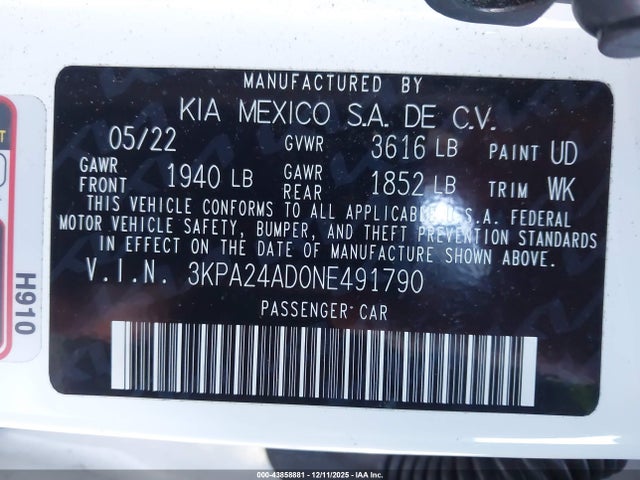 MANUFACTURED BY
KIA MEXICO S.A. DE C.V.
05/22 GVWR 3616 LB PAINT UD
GAWR FRONT 1940 LB GAWR REAR 1852 LB TRIM WK
THIS VEHICLE CONFORMS TO ALL APPLICABLE U.S.A. FEDERAL
MOTOR VEHICLE SAFETY, BUMPER, AND THEFT PREVENTION STANDARDS
IN EFFECT ON THE DATE OF MANUFACTURE SHOWN ABOVE.
V.I.N. 3KPA24AD0NE491790
PASSENGER CAR
H910
000-43858881 - 12/11/2025 - IAA Inc.